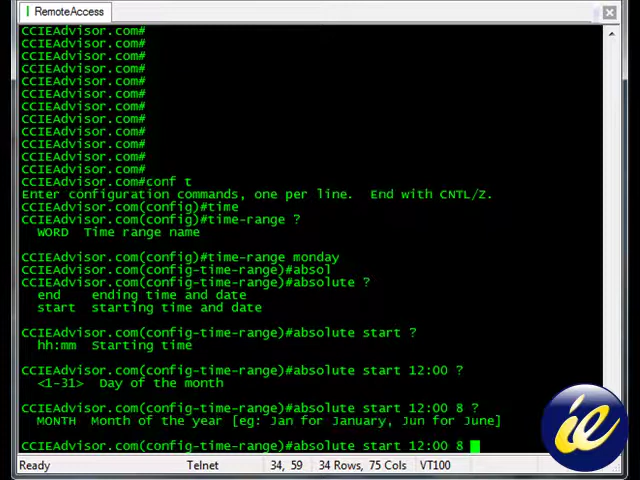 RemoteAccess
CCIEAdvisor.com#
CCIEAdvisor.com#
CCIEAdvisor.com#
CCIEAdvisor.com#
CCIEAdvisor.com#
CCIEAdvisor.com#
CCIEAdvisor.com#
CCIEAdvisor.com#
CCIEAdvisor.com#
CCIEAdvisor.com#
CCIEAdvisor.com#
CCIEAdvisor.com#
CCIEAdvisor.com#conf t
Enter configuration commands, one per line.  End with CNTL/Z.
CCIEAdvisor.com(config)#time
CCIEAdvisor.com(config)#time-range ?
  WORD  Time range name
CCIEAdvisor.com(config)#time-range monday
CCIEAdvisor.com(config-time-range)#absol
CCIEAdvisor.com(config-time-range)#absolute ?
  end    ending time and date
  start  starting time and date
CCIEAdvisor.com(config-time-range)#absolute start ?
  hh:mm  Starting time
CCIEAdvisor.com(config-time-range)#absolute start 12:00 ?
  <1-31>  Day of the month
CCIEAdvisor.com(config-time-range)#absolute start 12:00 8 ?
  MONTH  Month of the year [eg: Jan for January, Jun for June]
CCIEAdvisor.com(config-time-range)#absolute start 12:00 8
ie
Ready Telnet 34, 59 34 Rows, 75 Cols VT100